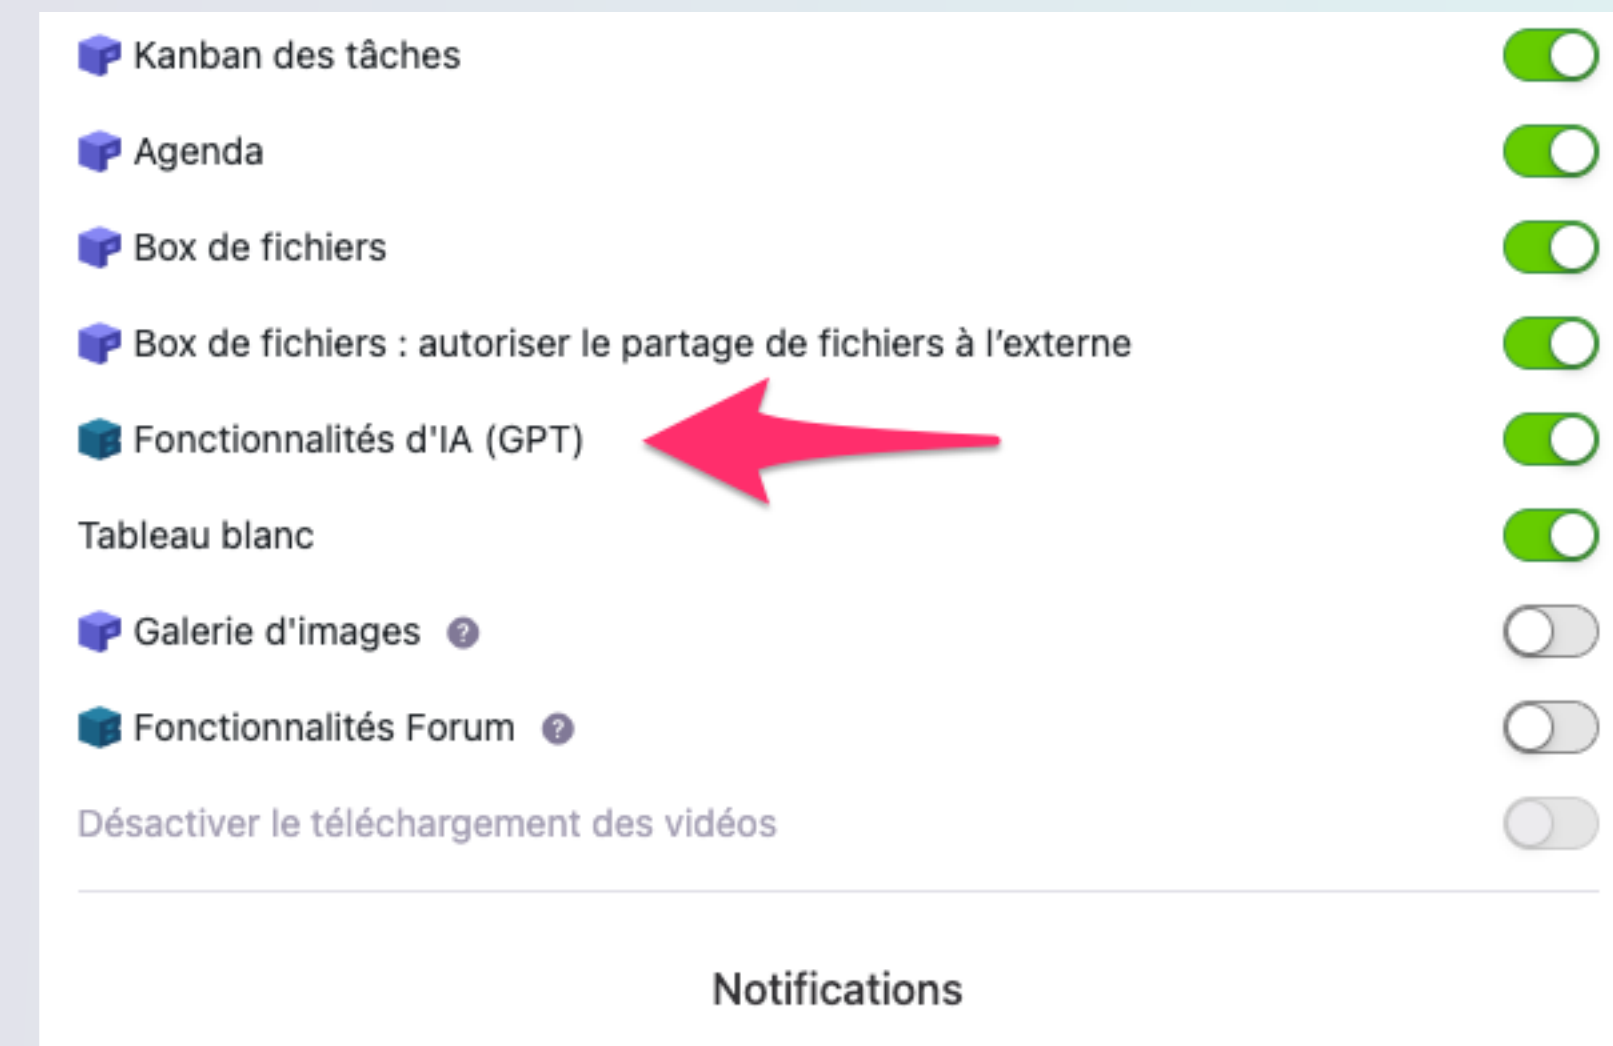 Kanban des tâches
Agenda
Box de fichiers
Box de fichiers : autoriser le partage de fichiers à l’externe
Fonctionnalités d'IA (GPT)
Tableau blanc
Galerie d'images ?
Fonctionnalités Forum ?
Désactiver le téléchargement des vidéos
Notifications